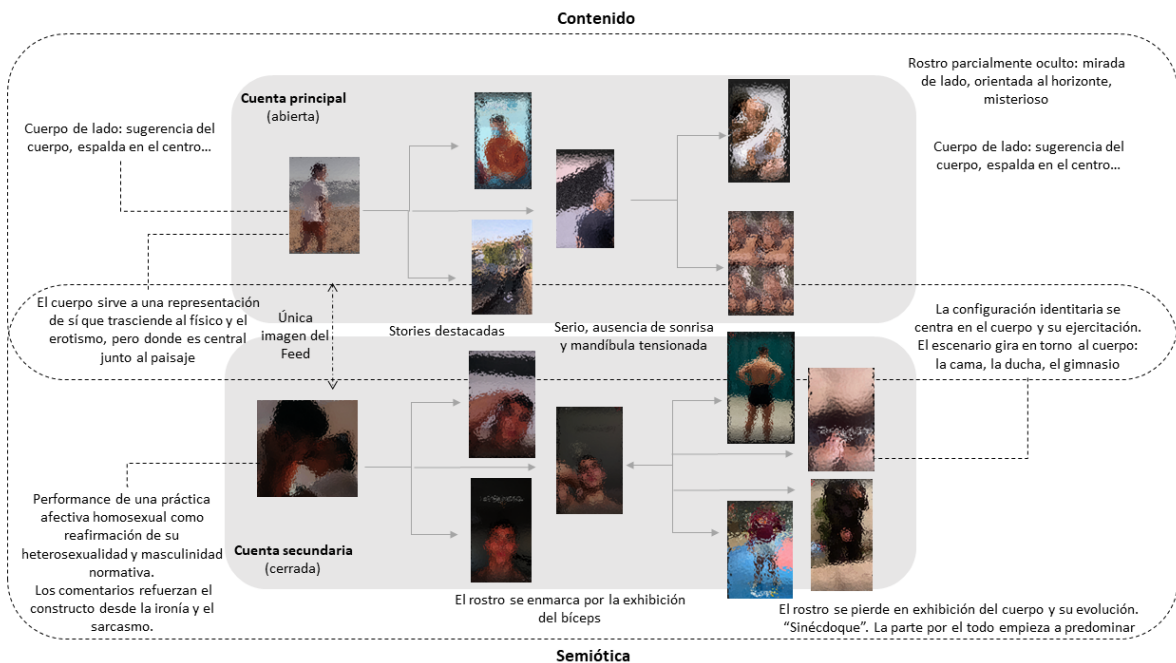 Contenido
Rostro parcialmente oculto: mirada
de lado, orientada al horizonte,
misterioso
Cuenta principal
(abierta)
Cuerpo de lado: sugerencia del
cuerpo, espalda en el centro…
Cuerpo de lado: sugerencia del
cuerpo, espalda en el centro…
El cuerpo sirve a una representación
de sí que trasciende al físico y el
erotismo, pero donde es central
junto al paisaje
Única
imagen del
Feed
Stories destacadas
Serio, ausencia de sonrisa
y mandíbula tensionada
La configuración identitaria se
centra en el cuerpo y su ejercitación.
El escenario gira en torno al cuerpo:
la cama, la ducha, el gimnasio
Performance de una práctica
afectiva homosexual como
reafirmación de su
heterosexualidad y masculinidad
normativa.
Los comentarios refuerzan el
constructo desde la ironía y el
sarcasmo.
Cuenta secundaria
(cerrada)
El rostro se enmarca por la exhibición
del bíceps
El rostro se pierde en exhibición del cuerpo y su evolución.
“Sinécdoque”. La parte por el todo empieza a predominar
Semiótica